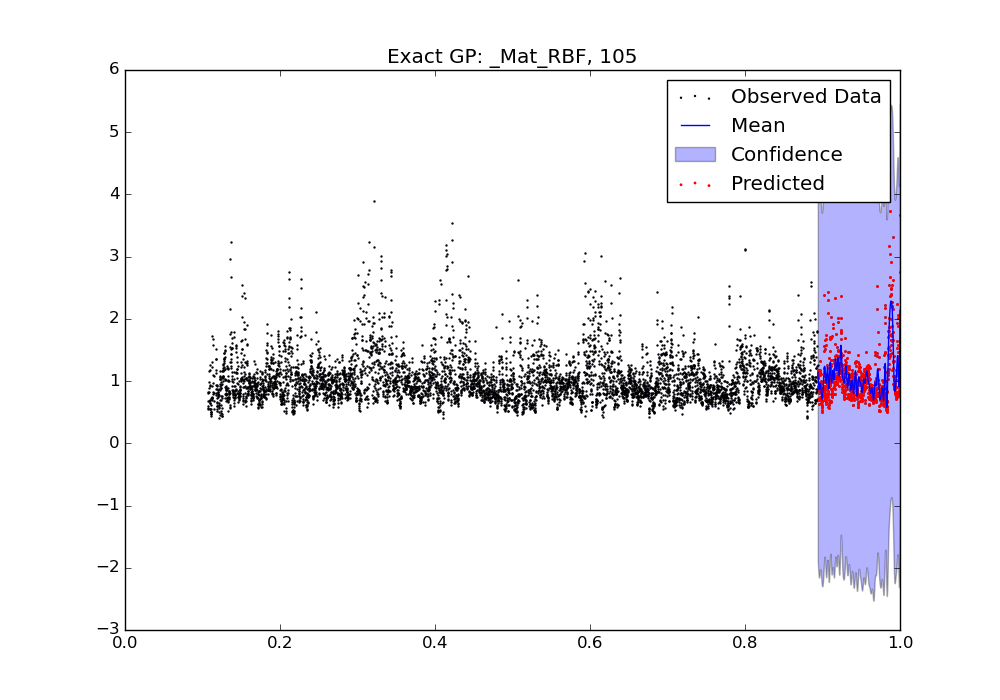 Exact GP: _Mat_RBF, 105
6
5
4
3
2
1
0
−1
−2
−3
0.0 0.2 0.4 0.6 0.8 1.0
Observed Data
Mean
Confidence
Predicted